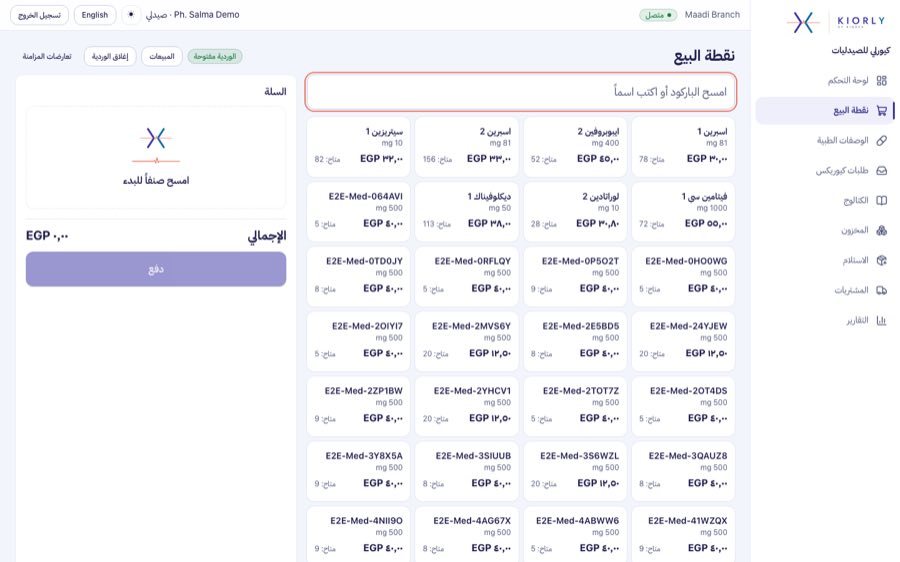 KIORLY
كيورلي للصيدليات
لوحة التحكم
نقطة البيع
الوصفات الطبية
طلبات كيوريكس
الكتالوج
المخزون
الاستلام
المشتريات
التقارير
Maadi Branch
متصل
Ph. Salma Demo · صيدلي
English
تسجيل الخروج
نقطة البيع
الوردية مفتوحة
المبيعات
إغلاق الوردية
تعارضات المزامنة
امسح الباركود أو اكتب اسماً
اسبرين 1
81 mg
EGP ٣٠,٠٠
متاح: 78
ايبوبروفين 2
400 mg
EGP ٤٥,٠٠
متاح: 52
اسبرين 2
81 mg
EGP ٣٣,٠٠
متاح: 156
سيتريزين 1
10 mg
EGP ٣٢,٠٠
متاح: 82
فيتامين سي 1
1000 mg
EGP ٥٥,٠٠
متاح: 72
لوراتادين 2
10 mg
EGP ٣٠,٨٠
متاح: 28
ديكلوفيناك 1
50 mg
EGP ٣٨,٠٠
متاح: 113
E2E-Med-064AVI
500 mg
EGP ٤٠,٠٠
متاح: 5
E2E-Med-0HO0WG
500 mg
EGP ٤٠,٠٠
متاح: 5
E2E-Med-0P5O2T
500 mg
EGP ٤٠,٠٠
متاح: 9
E2E-Med-0RFLQY
500 mg
EGP ٤٠,٠٠
متاح: 5
E2E-Med-0TD0JY
500 mg
EGP ٤٠,٠٠
متاح: 8
E2E-Med-24YJEW
500 mg
EGP ١٢,٥٠
متاح: 20
E2E-Med-2E5BD5
500 mg
EGP ٤٠,٠٠
متاح: 8
E2E-Med-2MVS6Y
500 mg
EGP ١٢,٥٠
متاح: 20
E2E-Med-2OIYI7
500 mg
EGP ٤٠,٠٠
متاح: 5
E2E-Med-2OT4DS
500 mg
EGP ٤٠,٠٠
متاح: 5
E2E-Med-2TOT7Z
500 mg
EGP ٤٠,٠٠
متاح: 5
E2E-Med-2YHCV1
500 mg
EGP ١٢,٥٠
متاح: 20
E2E-Med-2ZP1BW
500 mg
EGP ٤٠,٠٠
متاح: 9
E2E-Med-3QAUZ8
500 mg
EGP ٤٠,٠٠
متاح: 8
E2E-Med-3S6WZL
500 mg
EGP ١٢,٥٠
متاح: 20
E2E-Med-3SIUUB
500 mg
EGP ٤٠,٠٠
متاح: 8
E2E-Med-3Y8X5A
500 mg
EGP ٤٠,٠٠
متاح: 9
E2E-Med-41WZQX
500 mg
EGP ٤٠,٠٠
متاح: 9
E2E-Med-4ABWW6
500 mg
EGP ٤٠,٠٠
متاح: 5
E2E-Med-4AG67X
500 mg
EGP ٤٠,٠٠
متاح: 8
E2E-Med-4NII9O
500 mg
EGP ٤٠,٠٠
متاح: 9
السلة
امسح صنفاً للبدء
الإجمالي
EGP ٠,٠٠
دفع